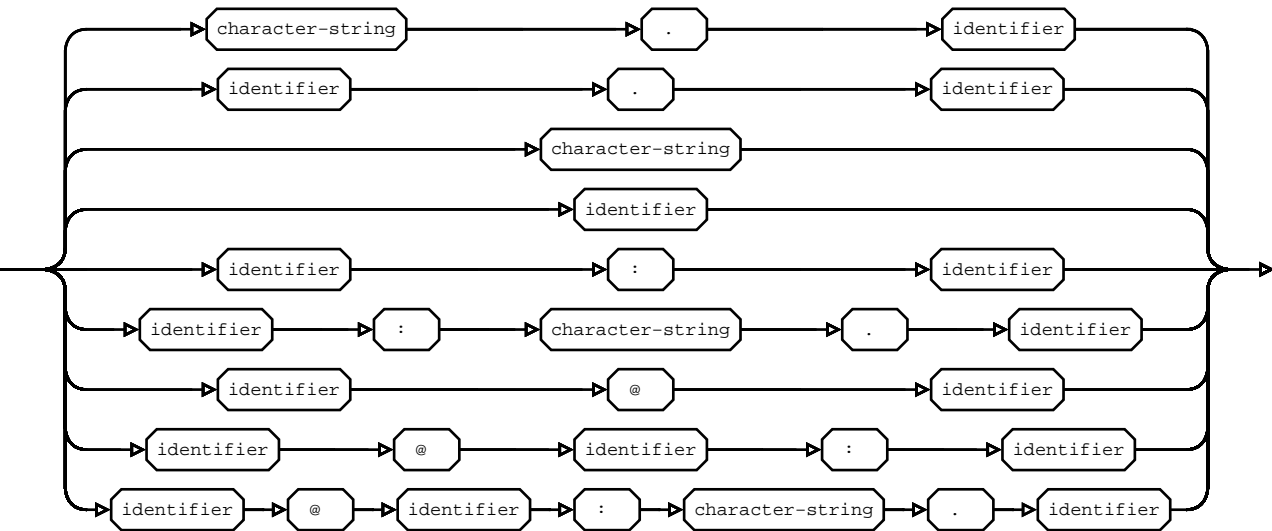 character-string . identifier
identifier . identifier
character-string
identifier
identifier : identifier
identifier : character-string . identifier
identifier @ identifier
identifier @ identifier : identifier
identifier @ identifier : character-string . identifier